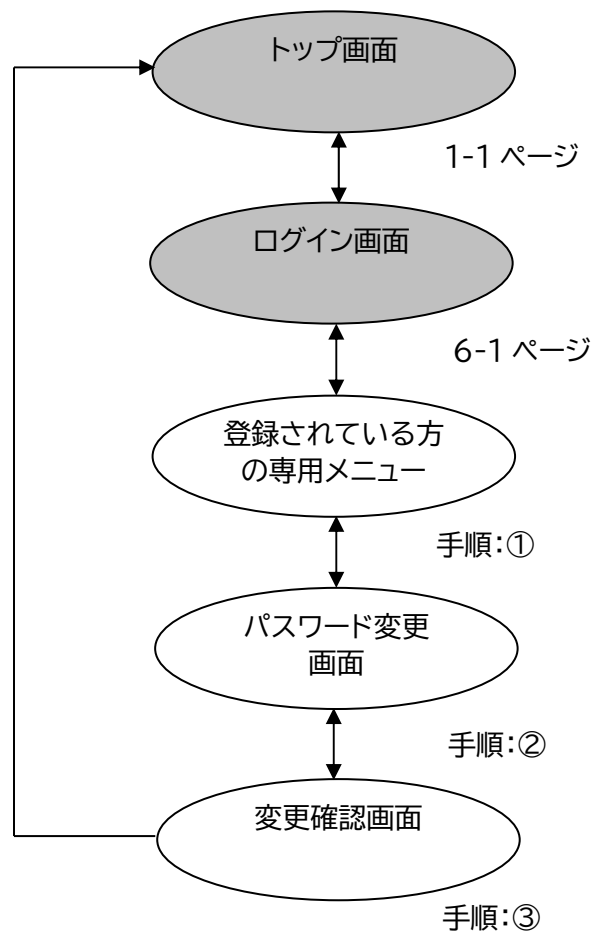 トップ画面
1-1 ページ
ログイン画面
6-1 ページ
登録されている方
の専用メニュー
手順：①
パスワード変更
画面
手順：②
変更確認画面
手順：③